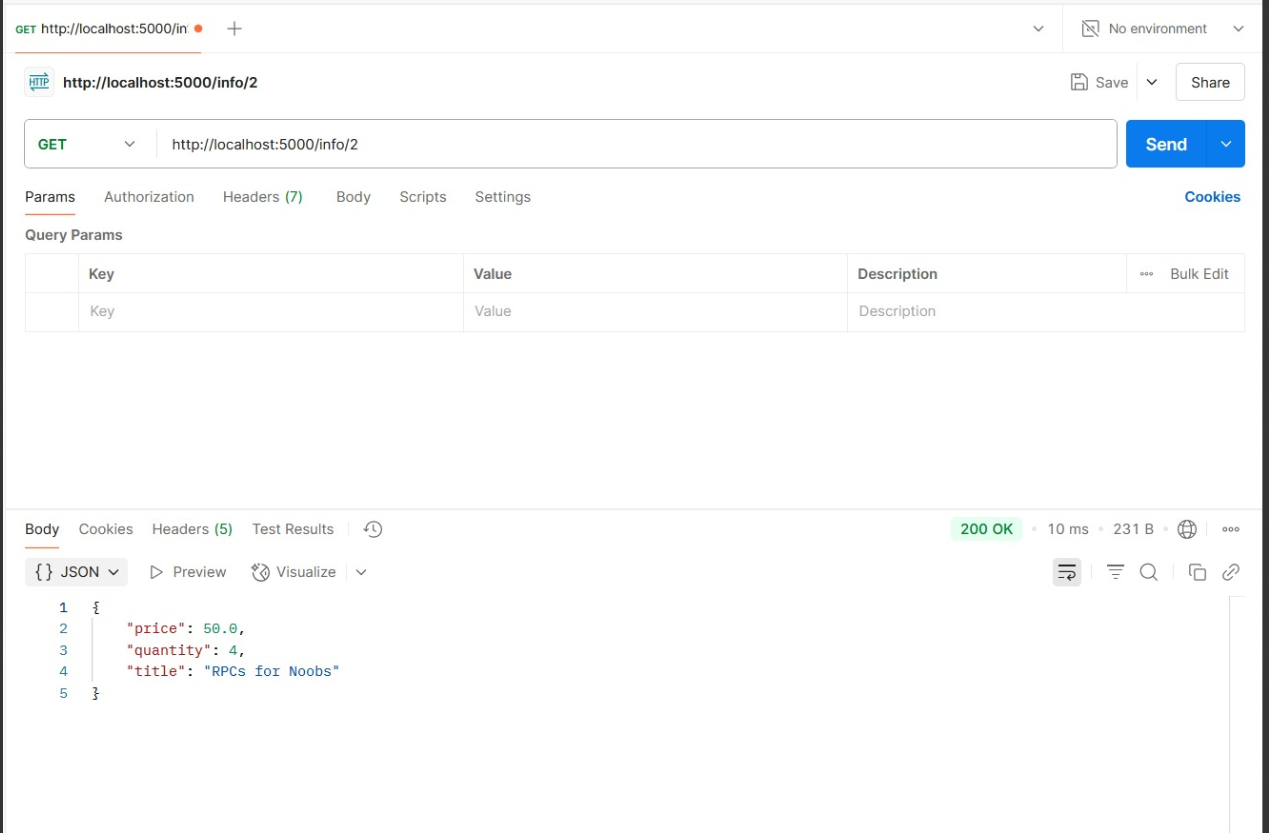 GET http://localhost:5000/in
No environment
HTTP http://localhost:5000/info/2
Save
Share
GET
http://localhost:5000/info/2
Send
Params Authorization Headers (7) Body Scripts Settings Cookies
Query Params
Key Value Description Bulk Edit
Key Value Description
Body Cookies Headers (5) Test Results 200 OK 10 ms 231 B
{} JSON Preview Visualize
1 {
2 "price": 50.0,
3 "quantity": 4,
4 "title": "RPCs for Noobs"
5 }